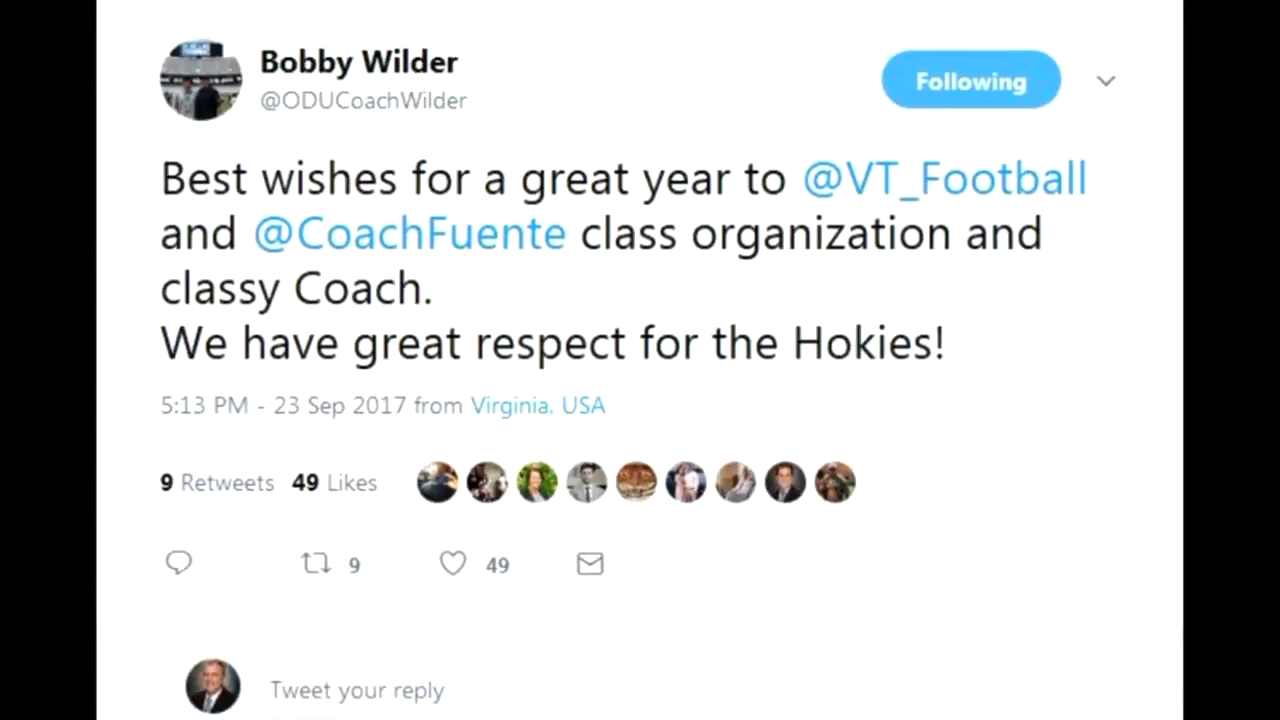 Bobby Wilder
@ODUCoachWilder
Following
Best wishes for a great year to @VT_Football
and @CoachFuente class organization and
classy Coach.
We have great respect for the Hokies!
5:13 PM - 23 Sep 2017 from Virginia, USA
9 Retweets 49 Likes
9 49
Tweet your reply